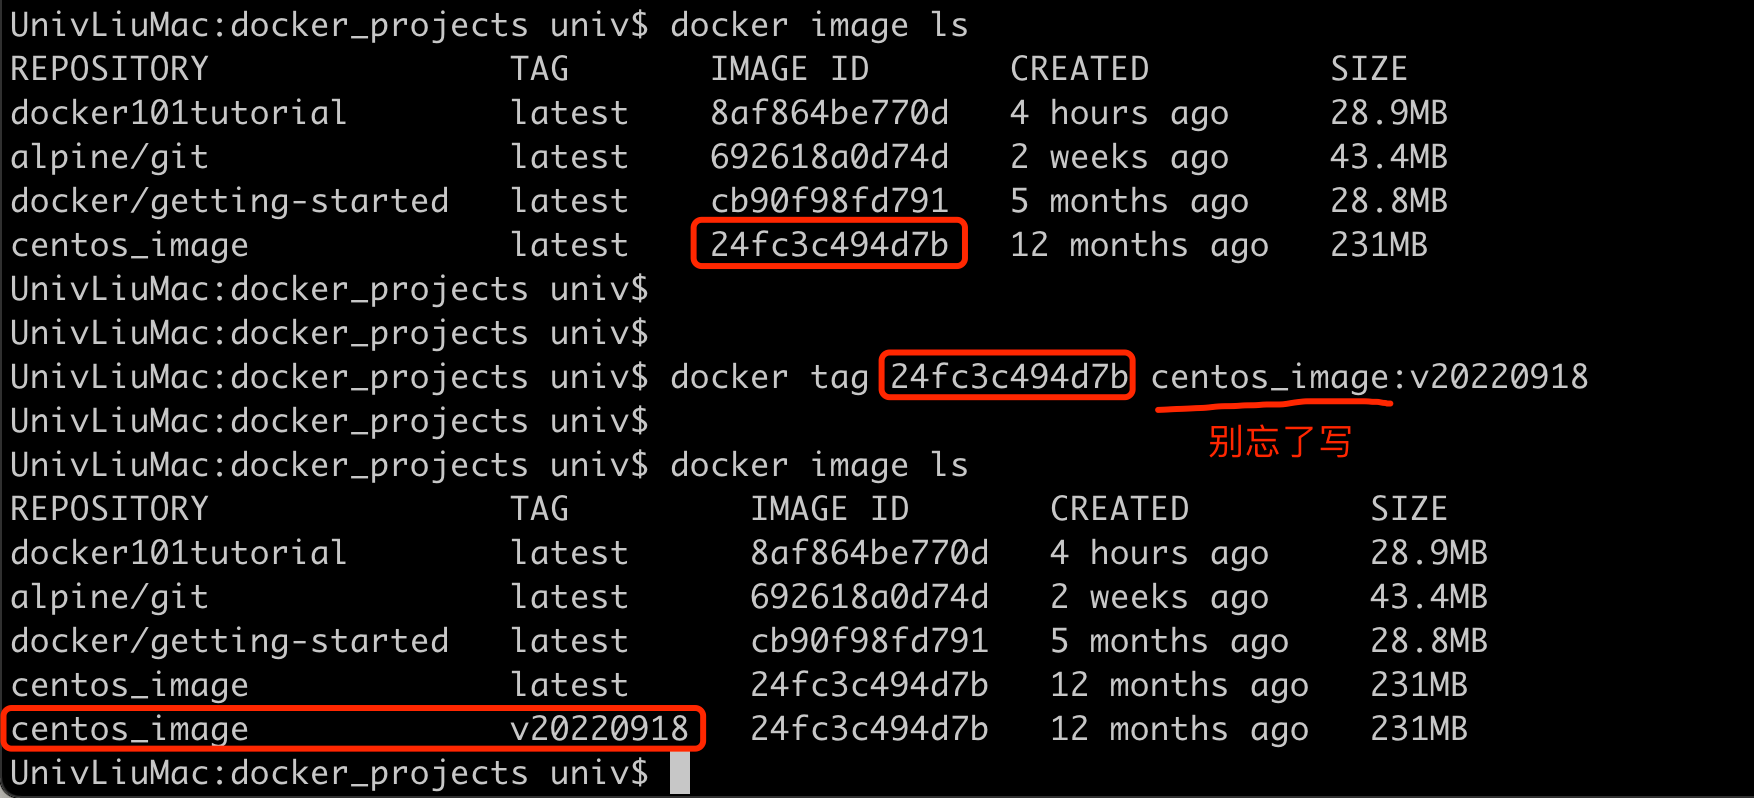 UnivLiuMac:docker_projects univ$ docker image ls
REPOSITORY TAG IMAGE ID CREATED SIZE
docker101tutorial latest 8af864be770d 4 hours ago 28.9MB
alpine/git latest 692618a0d74d 2 weeks ago 43.4MB
docker/getting-started latest cb90f98fd791 5 months ago 28.8MB
centos_image latest 24fc3c494d7b 12 months ago 231MB
UnivLiuMac:docker_projects univ$
UnivLiuMac:docker_projects univ$
UnivLiuMac:docker_projects univ$ docker tag 24fc3c494d7b centos_image:v20220918
UnivLiuMac:docker_projects univ$
别忘了写
UnivLiuMac:docker_projects univ$ docker image ls
REPOSITORY TAG IMAGE ID CREATED SIZE
docker101tutorial latest 8af864be770d 4 hours ago 28.9MB
alpine/git latest 692618a0d74d 2 weeks ago 43.4MB
docker/getting-started latest cb90f98fd791 5 months ago 28.8MB
centos_image latest 24fc3c494d7b 12 months ago 231MB
centos_image v20220918 24fc3c494d7b 12 months ago 231MB
UnivLiuMac:docker_projects univ$